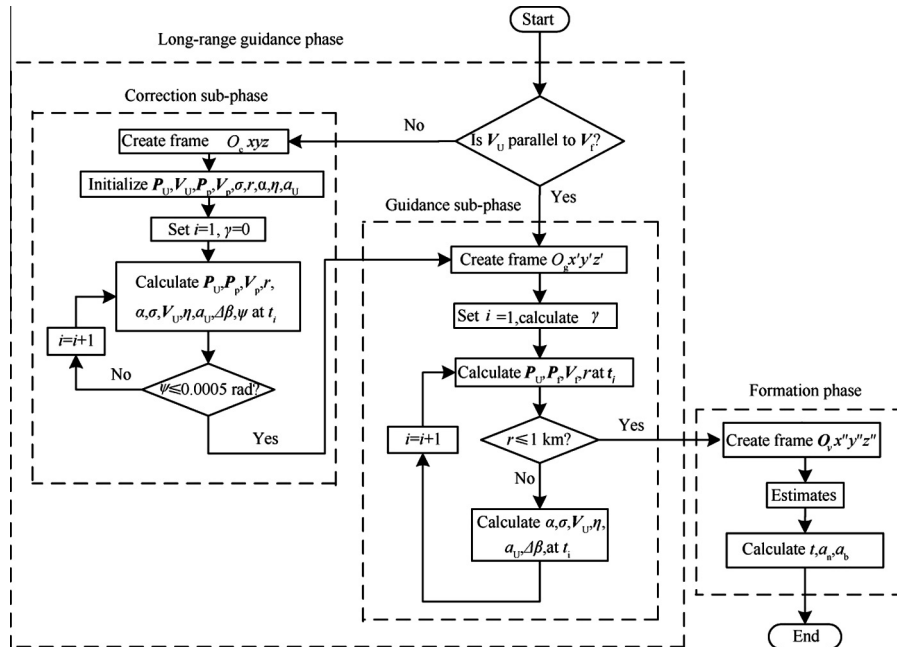 Start
Long-range guidance phase
Correction sub-phase
No
Is V_U parallel to V_f?
Create frame O_c xyz
Initialize P_U,V_U,P_p,V_p,σ,r,α,η,a_U
Yes
Guidance sub-phase
Set i=1, γ=0
Create frame O_g x'y'z'
Calculate P_U,P_p,V_p,r,
α,σ,V_U,η,a_U,Δβ,ψ at t_i
Set i =1,calculate γ
i=i+1
No
ψ≤0.0005 rad?
Calculate P_U,P_f,V_f,r at t_i
Formation phase
Yes
i=i+1
r≤1 km?
Yes
Create frame O_v x"y"z"
No
Estimates
Calculate α,σ,V_U,η,
a_U,Δβ,at t_i
Calculate t,a_n,a_b
End